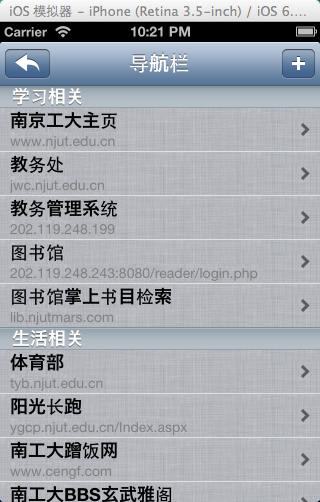 iOS 模拟器 - iPhone (Retina 3.5-inch) / iOS 6....
Carrier 10:21 PM
导航栏
学习相关
南京工大主页
www.njut.edu.cn
教务处
jwc.njut.edu.cn
教务管理系统
202.119.248.199
图书馆
202.119.248.243:8080/reader/login.php
图书馆掌上书目检索
lib.njutmars.com
生活相关
体育部
tyb.njut.edu.cn
阳光长跑
ygcp.njut.edu.cn/Index.aspx
南工大蹭饭网
www.cengf.com
南工大BBS玄武雅阁